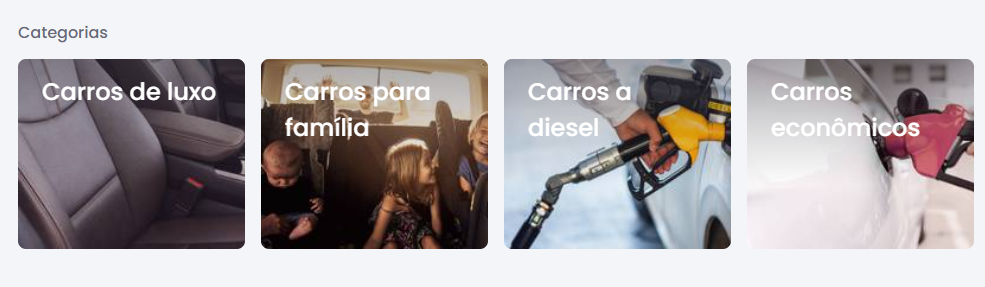 Categorias
Carros de luxo
Carros para
família
Carros a
diesel
Carros
econômicos